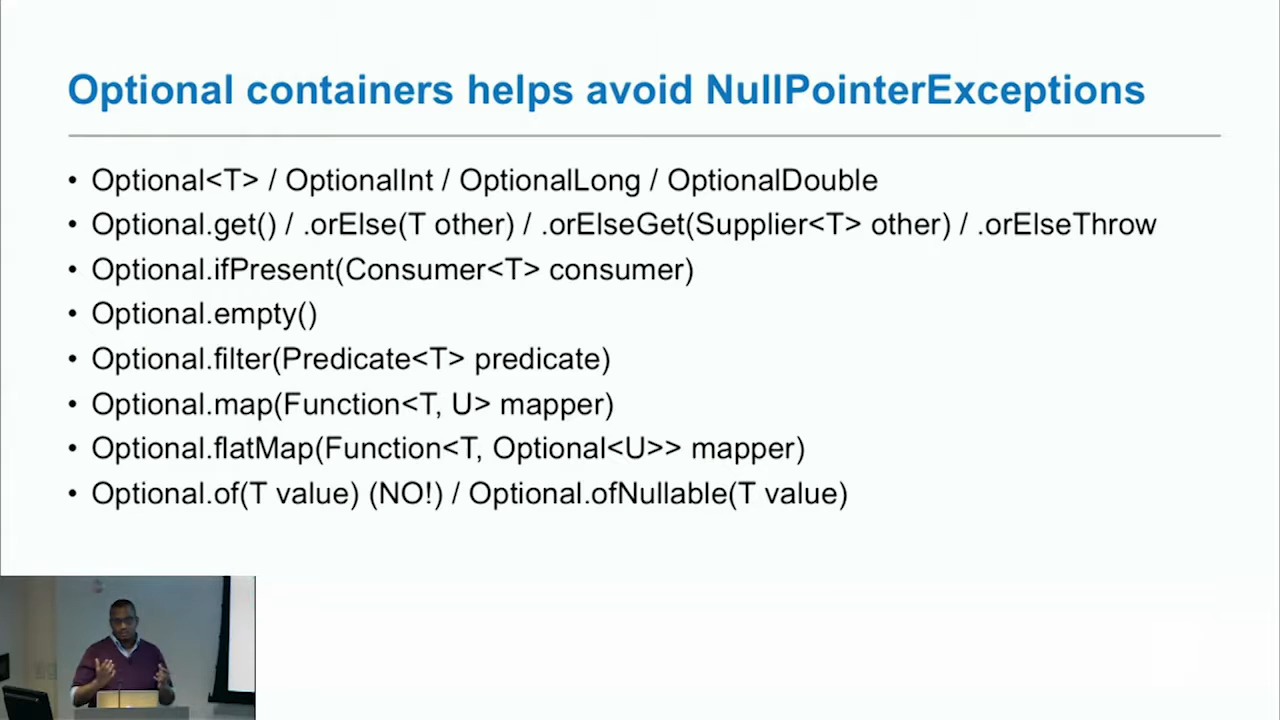 Optional containers helps avoid NullPointerExceptions
• Optional<T> / OptionalInt / OptionalLong / OptionalDouble
• Optional.get() / .orElse(T other) / .orElseGet(Supplier<T> other) / .orElseThrow
• Optional.ifPresent(Consumer<T> consumer)
• Optional.empty()
• Optional.filter(Predicate<T> predicate)
• Optional.map(Function<T, U> mapper)
• Optional.flatMap(Function<T, Optional<U>> mapper)
• Optional.of(T value) (NO!) / Optional.ofNullable(T value)